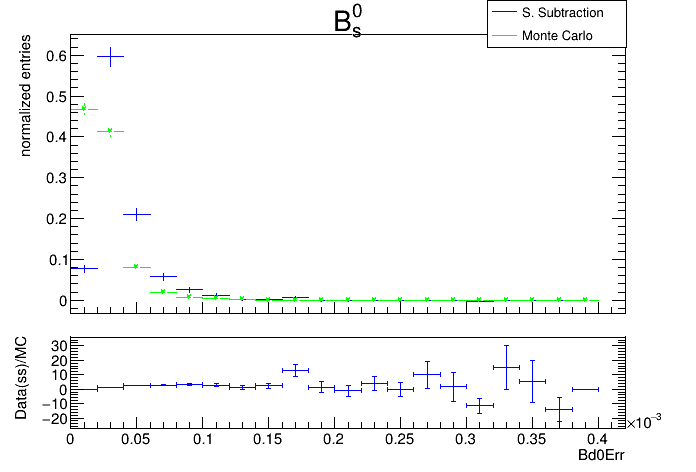 B⁰ₛ
S. Subtraction
Monte Carlo
normalized entries
0.6
0.5
0.4
0.3
0.2
0.1
0
Data(ss)/MC
30
20
10
0
−10
−20
0 0.05 0.1 0.15 0.2 0.25 0.3 0.35 0.4
×10⁻³
Bd0Err